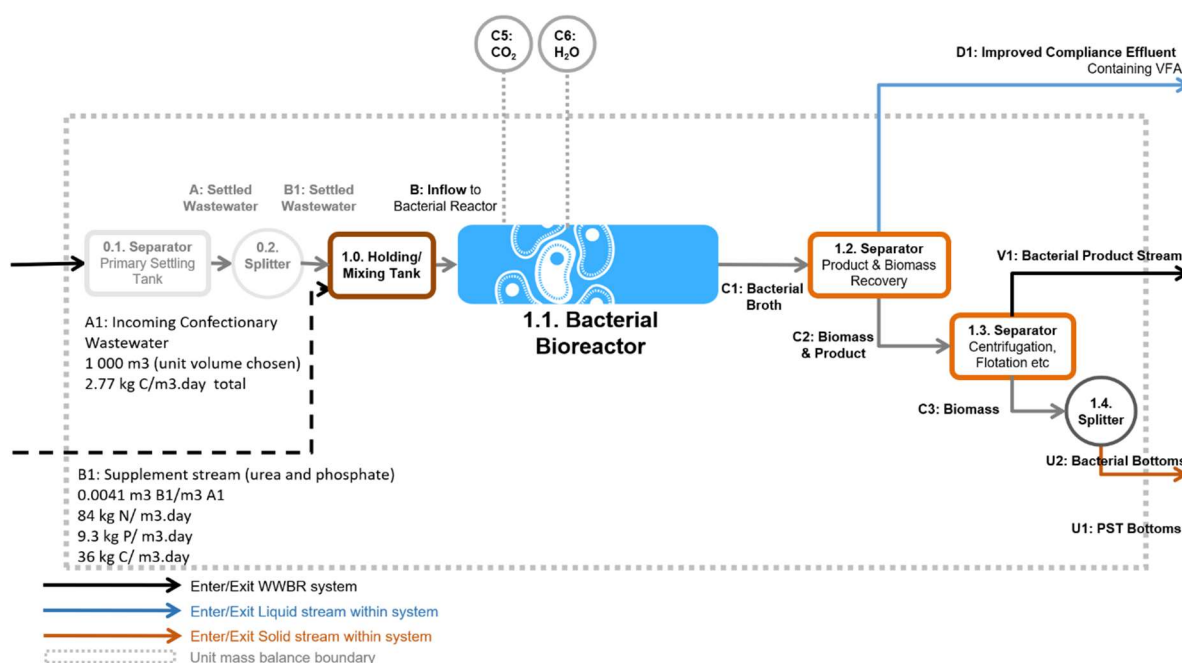 C5:
CO₂
C6:
H₂O
D1: Improved Compliance Effluent
Containing VFA
A: Settled
Wastewater
B1: Settled
Wastewater
B: Inflow to
Bacterial Reactor
0.1. Separator
Primary Settling
Tank
0.2.
Splitter
1.0. Holding/
Mixing Tank
1.1. Bacterial
Bioreactor
C1: Bacterial
Broth
1.2. Separator
Product & Biomass
Recovery
V1: Bacterial Product Stream
C2: Biomass
& Product
1.3. Separator
Centrifugation,
Flotation etc
C3: Biomass
1.4.
Splitter
U2: Bacterial Bottoms
U1: PST Bottoms
A1: Incoming Confectionary
Wastewater
1 000 m3 (unit volume chosen)
2.77 kg C/m3.day total
B1: Supplement stream (urea and phosphate)
0.0041 m3 B1/m3 A1
84 kg N/ m3.day
9.3 kg P/ m3.day
36 kg C/ m3.day
Enter/Exit WWBR system
Enter/Exit Liquid stream within system
Enter/Exit Solid stream within system
Unit mass balance boundary